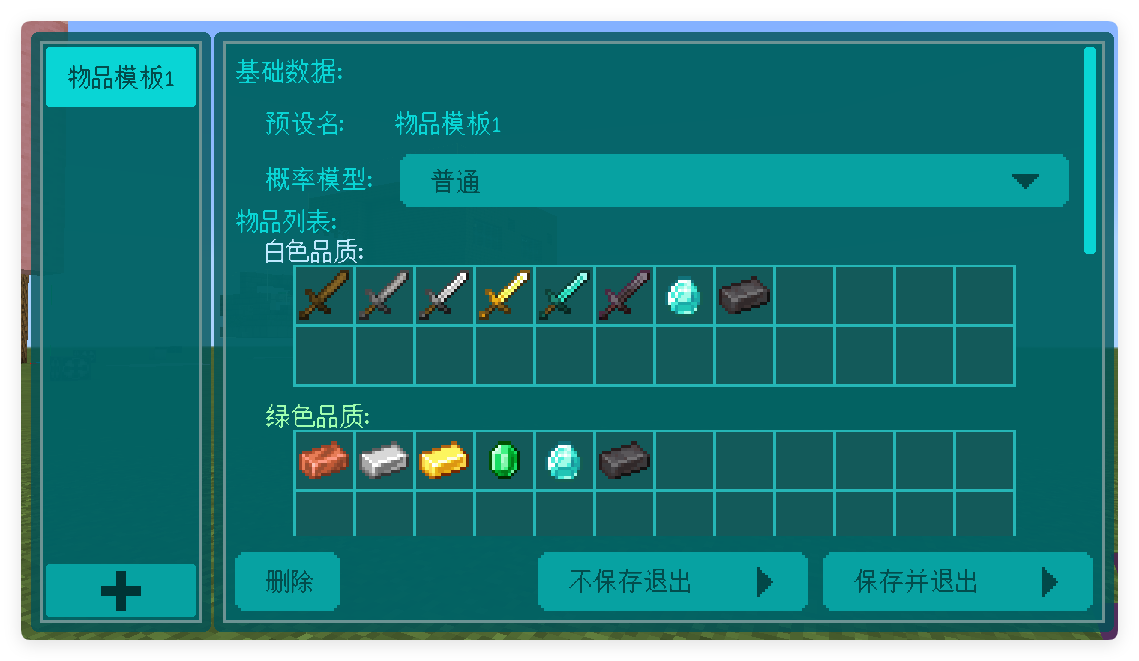 物品模板1
基础数据:
预设名: 物品模板1
概率模型: 普通
物品列表:
白色品质:
绿色品质:
删除 不保存退出 保存并退出